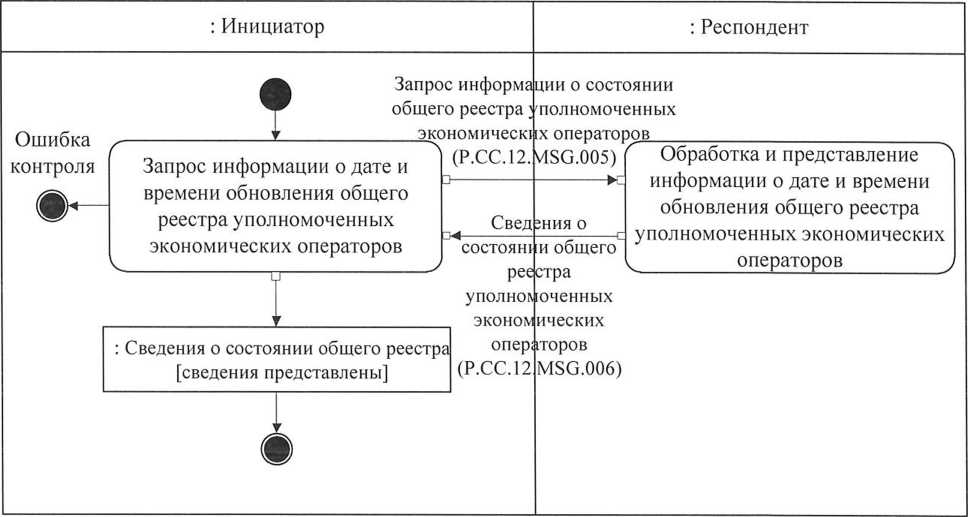 : Инициатор
: Респондент
Запрос информации о состоянии
общего реестра уполномоченных
экономических операторов
(P.CC.12.MSG.005)
Ошибка
контроля
Запрос информации о дате и
времени обновления общего
реестра уполномоченных
экономических операторов
Обработка и представление
информации о дате и времени
обновления общего реестра
уполномоченных экономических
операторов
Сведения о
состоянии общего
реестра
уполномоченных
экономических
операторов
(P.CC.12.MSG.006)
: Сведения о состоянии общего реестра
[сведения представлены]